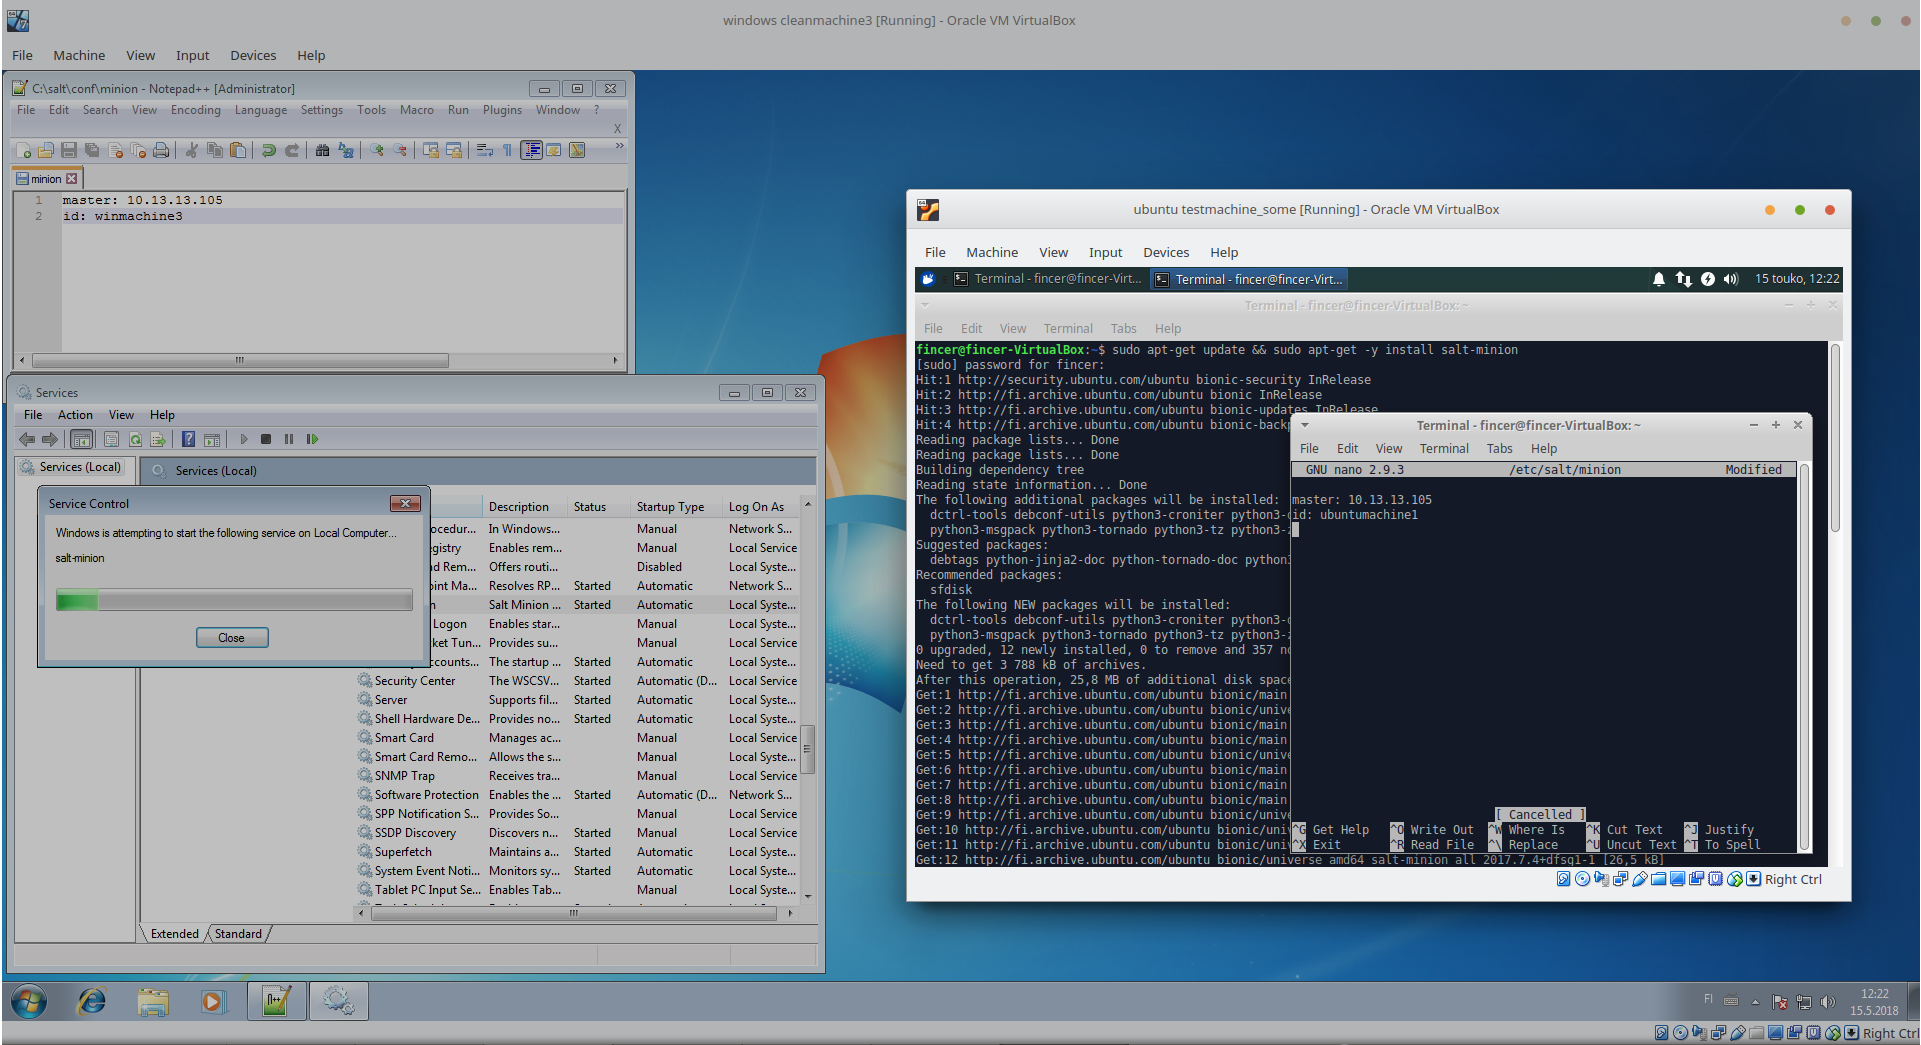 windows cleanmachine3 [Running] - Oracle VM VirtualBox
File Machine View Input Devices Help
C:\salt\conf\minion - Notepad++ [Administrator]
File Edit Search View Encoding Language Settings Tools Macro Run Plugins Window ?
X
minion
1 master: 10.13.13.105
2 id: winmachine3
Services
File Action View Help
Services (Local)
Services (Local)
Service Control
Windows is attempting to start the following service on Local Computer...
salt-minion
Close
Description Status Startup Type Log On As
ocedur... In Windows... Manual Network S...
egistry Enables rem... Manual Local Service
d Rem... Offers routi... Disabled Local Syste...
oint Ma... Resolves RP... Started Automatic Network S...
n Salt Minion ... Started Automatic Local Syste...
Logon Enables star... Manual Local Syste...
ket Tun... Provides su... Manual Local Syste...
ccounts... The startup ... Started Automatic Local Syste...
Security Center The WSCSV... Started Automatic (D... Local Service
Server Supports fil... Started Automatic Local Syste...
Shell Hardware De... Provides no... Started Automatic Local Syste...
Smart Card Manages ac... Manual Local Service
Smart Card Remo... Allows the s... Manual Local Syste...
SNMP Trap Receives tra... Manual Local Service
Software Protection Enables the ... Started Automatic (D... Network S...
SPP Notification S... Provides So... Manual Local Service
SSDP Discovery Discovers n... Started Manual Local Service
Superfetch Maintains a... Started Automatic Local Syste...
System Event Noti... Monitors sy... Started Automatic Local Syste...
Tablet PC Input Se... Enables Tab... Manual Local Syste...
Extended Standard
ubuntu testmachine_some [Running] - Oracle VM VirtualBox
File Machine View Input Devices Help
Terminal - fincer@fincer-Virt... Terminal - fincer@fincer-Virt... 15 touko, 12:22
Terminal - fincer@fincer-VirtualBox: ~
File Edit View Terminal Tabs Help
fincer@fincer-VirtualBox:~$ sudo apt-get update && sudo apt-get -y install salt-minion
[sudo] password for fincer:
Hit:1 http://security.ubuntu.com/ubuntu bionic-security InRelease
Hit:2 http://fi.archive.ubuntu.com/ubuntu bionic InRelease
Hit:3 http://fi.archive.ubuntu.com/ubuntu bionic-updates InRelease
Hit:4 http://fi.archive.ubuntu.com/ubuntu bionic-backp
Reading package lists... Done
Reading package lists... Done
Building dependency tree
Reading state information... Done
The following additional packages will be installed:
dctrl-tools debconf-utils python3-croniter python3-
python3-msgpack python3-tornado python3-tz python3-
Suggested packages:
debtags python-jinja2-doc python-tornado-doc python
Recommended packages:
sfdisk
The following NEW packages will be installed:
dctrl-tools debconf-utils python3-croniter python3-
python3-msgpack python3-tornado python3-tz python3-
0 upgraded, 12 newly installed, 0 to remove and 357 n
Need to get 3 788 kB of archives.
After this operation, 25,8 MB of additional disk space
Get:1 http://fi.archive.ubuntu.com/ubuntu bionic/main
Get:2 http://fi.archive.ubuntu.com/ubuntu bionic/unive
Get:3 http://fi.archive.ubuntu.com/ubuntu bionic/main
Get:4 http://fi.archive.ubuntu.com/ubuntu bionic/main
Get:5 http://fi.archive.ubuntu.com/ubuntu bionic/unive
Get:6 http://fi.archive.ubuntu.com/ubuntu bionic/main
Get:7 http://fi.archive.ubuntu.com/ubuntu bionic/main
Get:8 http://fi.archive.ubuntu.com/ubuntu bionic/main
Get:9 http://fi.archive.ubuntu.com/ubuntu bionic/univ
Get:10 http://fi.archive.ubuntu.com/ubuntu bionic/univ
Get:11 http://fi.archive.ubuntu.com/ubuntu bionic/univ
Get:12 http://fi.archive.ubuntu.com/ubuntu bionic/universe amd64 salt-minion all 2017.7.4+dfsg1-1 [26,5 kB]
Terminal - fincer@fincer-VirtualBox: ~
File Edit View Terminal Tabs Help
GNU nano 2.9.3 /etc/salt/minion Modified
master: 10.13.13.105
id: ubuntumachine1
[ Cancelled ]
^G Get Help ^O Write Out ^W Where Is ^K Cut Text ^J Justify
^X Exit ^R Read File ^\ Replace ^U Uncut Text ^T To Spell
Right Ctrl
FI 12:22
15.5.2018
Right Ctrl